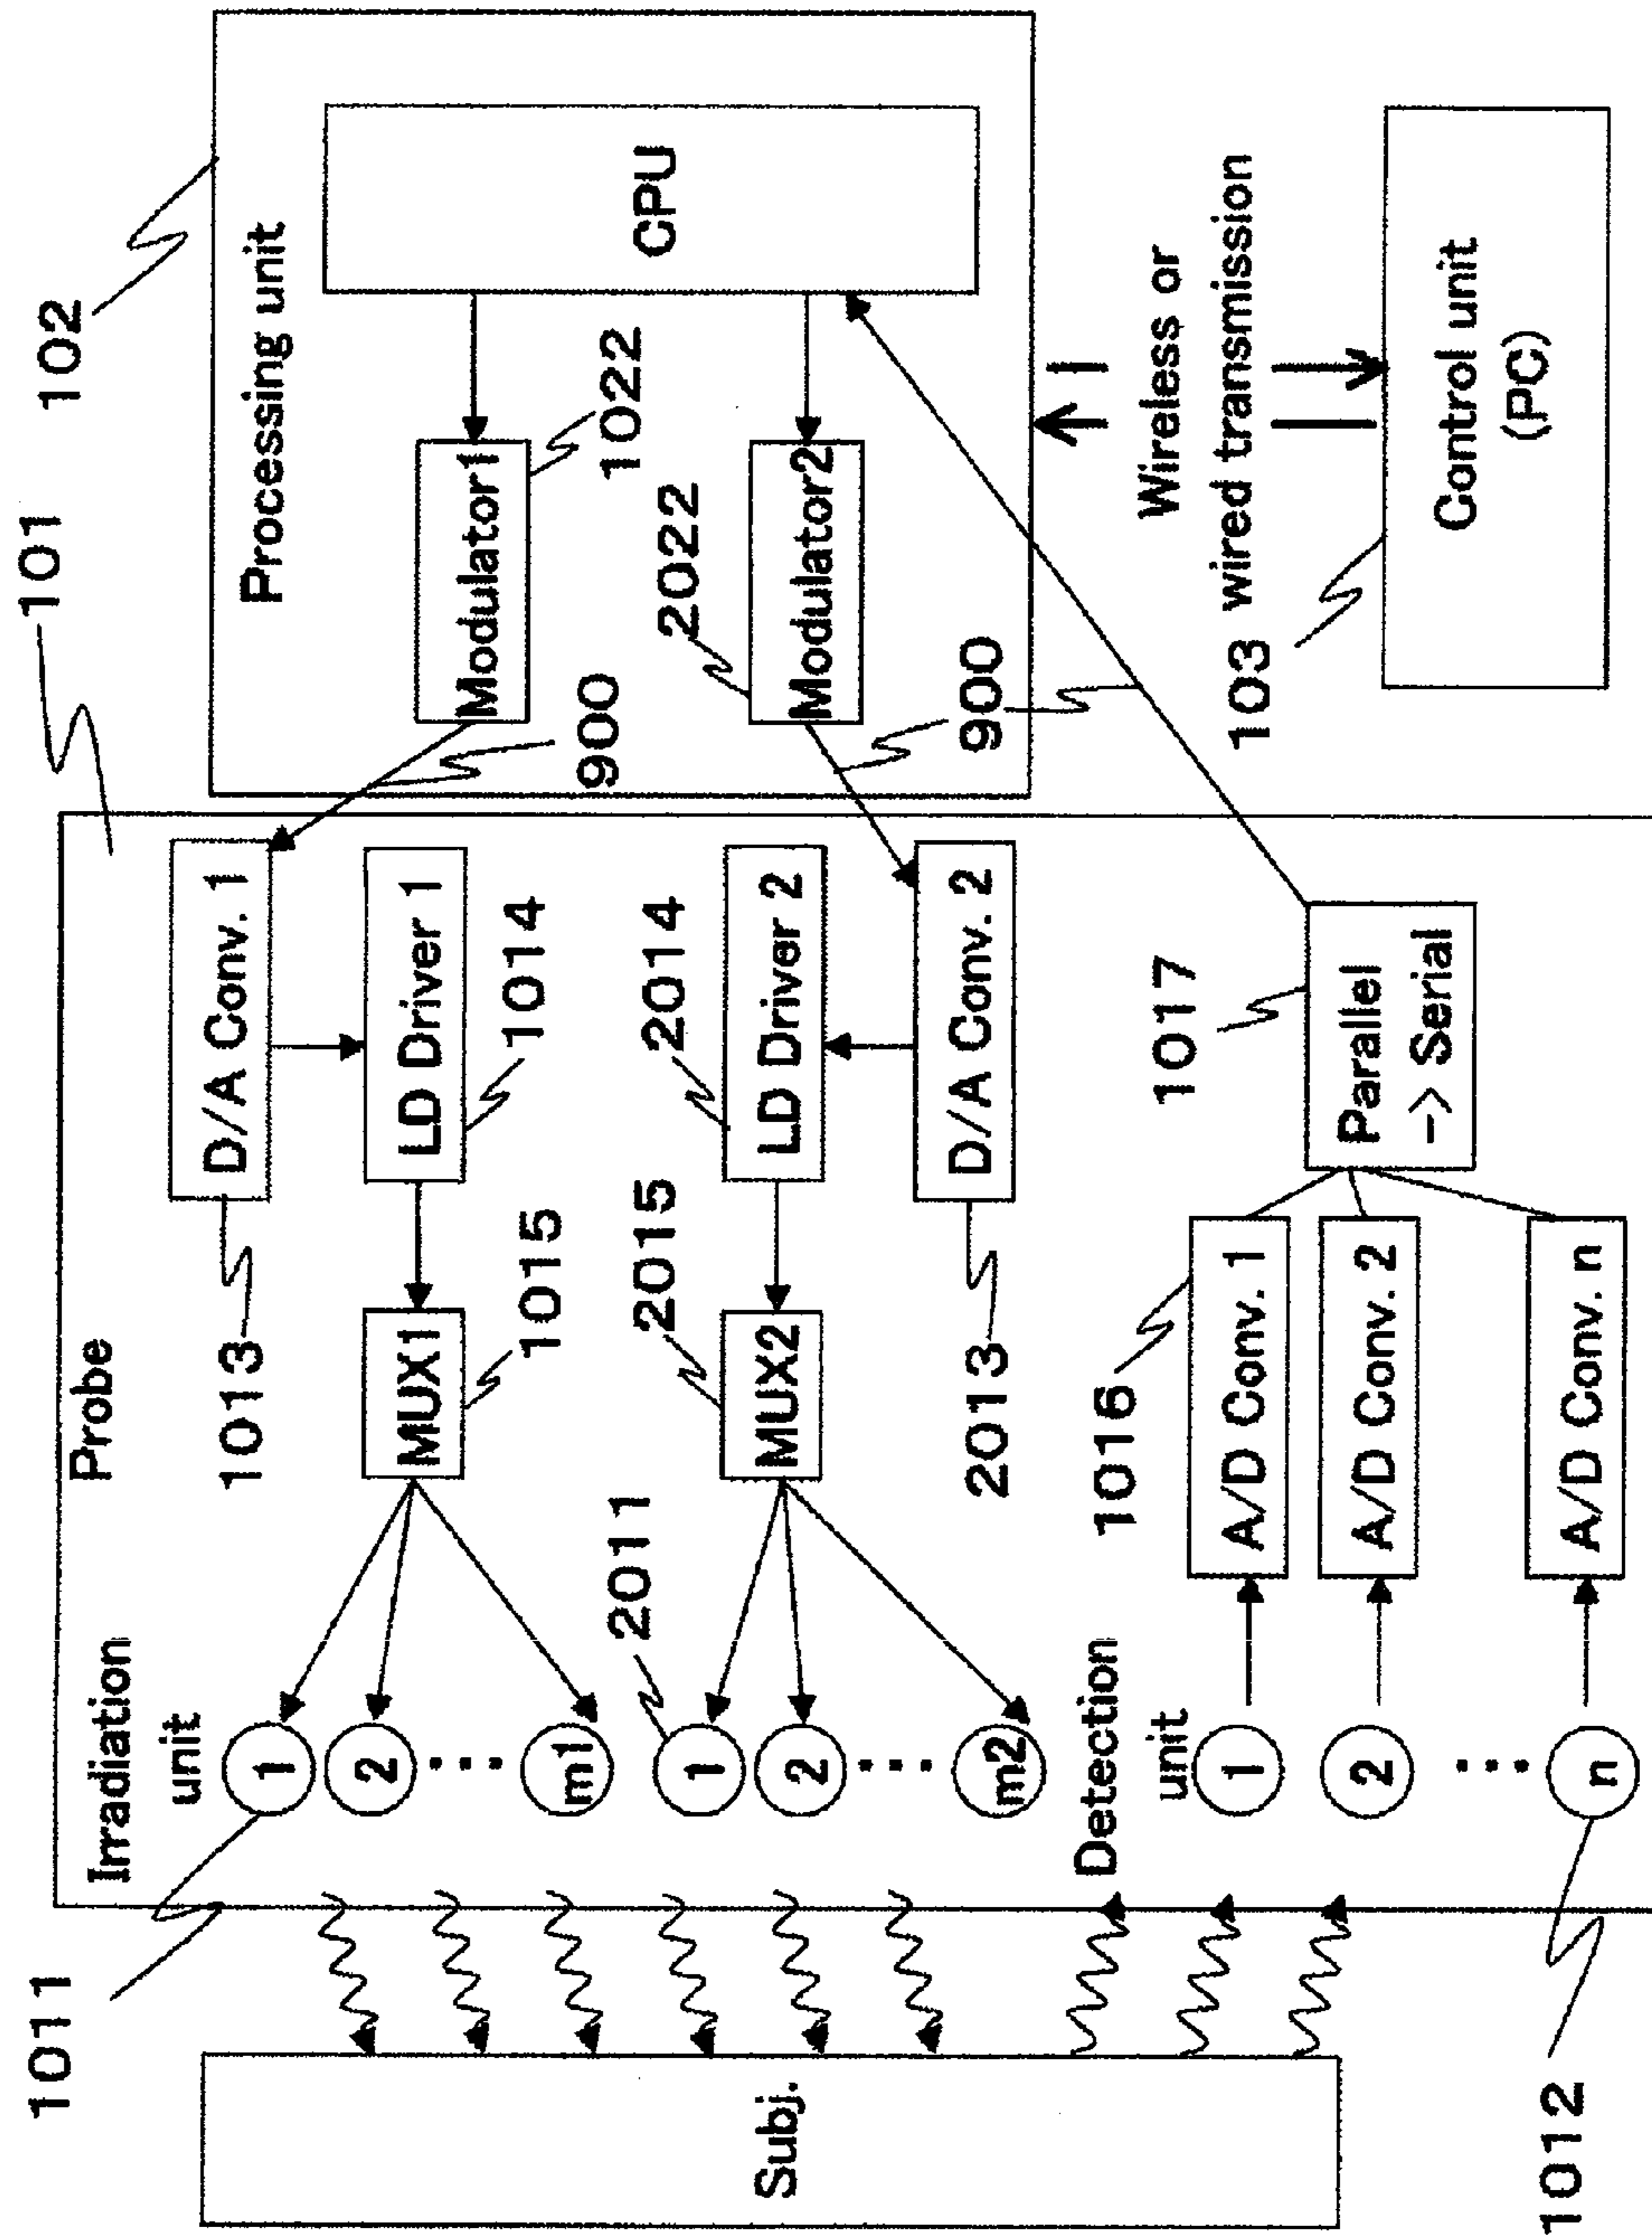 101
102
Probe
Processing unit
1011
Irradiation
unit
1
2
...
m1
MUX1
1015
1013
D/A Conv. 1
LD Driver 1
1014
900
Modulator1
1022
CPU
2011
1
2
...
m2
MUX2
2015
LD Driver 2
2014
D/A Conv. 2
2013
Modulator2
2022
900
Subj.
Detection
unit
1
2
...
n
1012
A/D Conv. 1
1016
A/D Conv. 2
A/D Conv. n
Parallel
-> Serial
1017
Wireless or
wired transmission
103
Control unit
(PC)